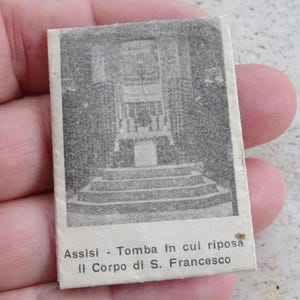 Assisi - Tomba in cui riposa
il Corpo di S. Francesco